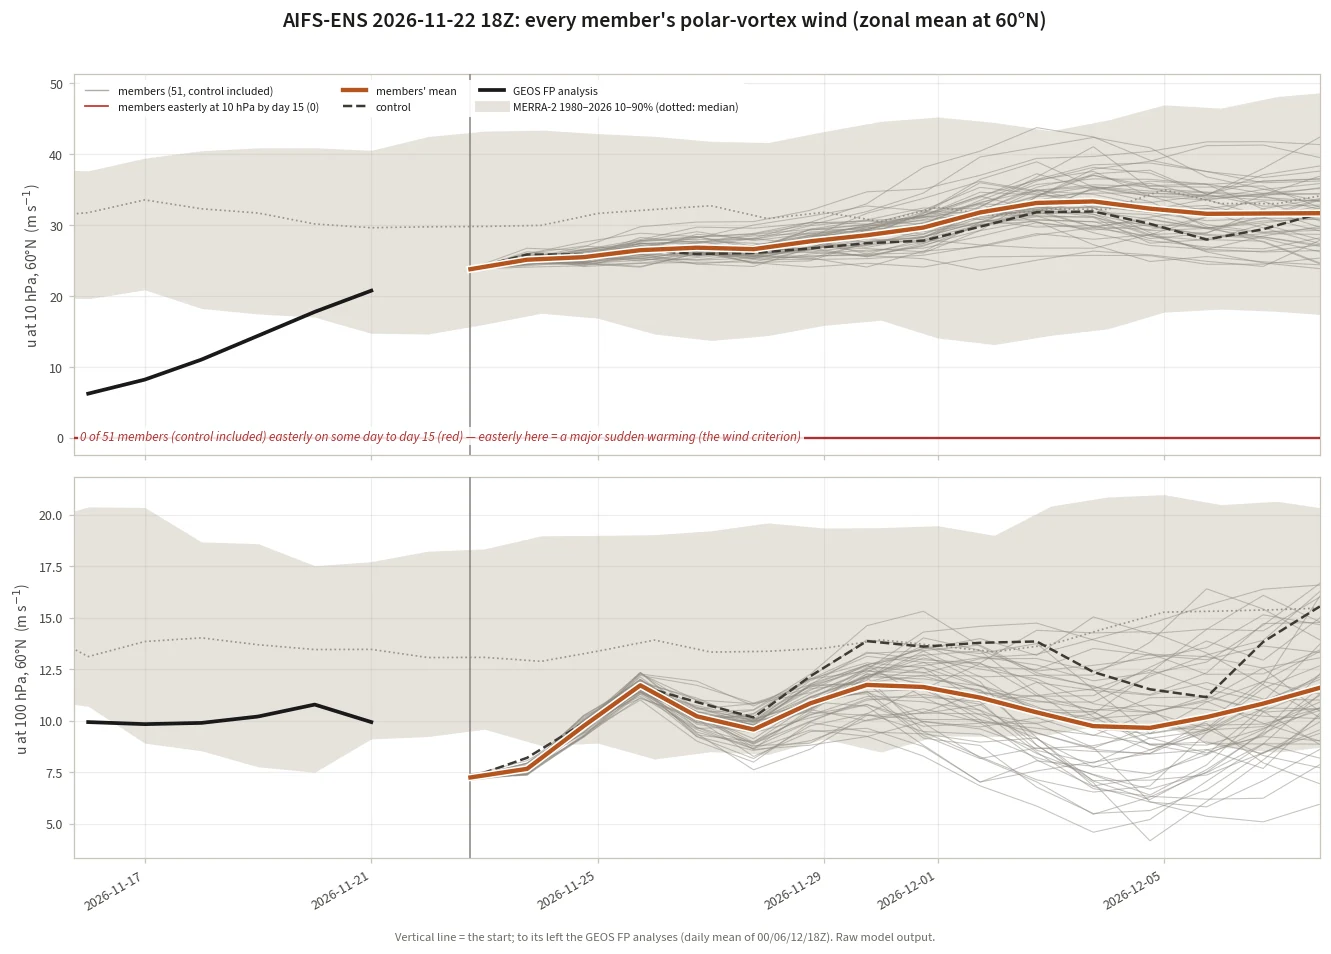 AIFS-ENS 2026-11-22 18Z: every member's polar-vortex wind (zonal mean at 60°N)
members (51, control included)
members easterly at 10 hPa by day 15 (0)
members' mean
control
GEOS FP analysis
MERRA-2 1980–2026 10–90% (dotted: median)
u at 10 hPa, 60°N (m s⁻¹)
50
40
30
20
10
0
0 of 51 members (control included) easterly on some day to day 15 (red) — easterly here = a major sudden warming (the wind criterion)
u at 100 hPa, 60°N (m s⁻¹)
20.0
17.5
15.0
12.5
10.0
7.5
5.0
2026-11-17
2026-11-21
2026-11-25
2026-11-29
2026-12-01
2026-12-05
Vertical line = the start; to its left the GEOS FP analyses (daily mean of 00/06/12/18Z). Raw model output.